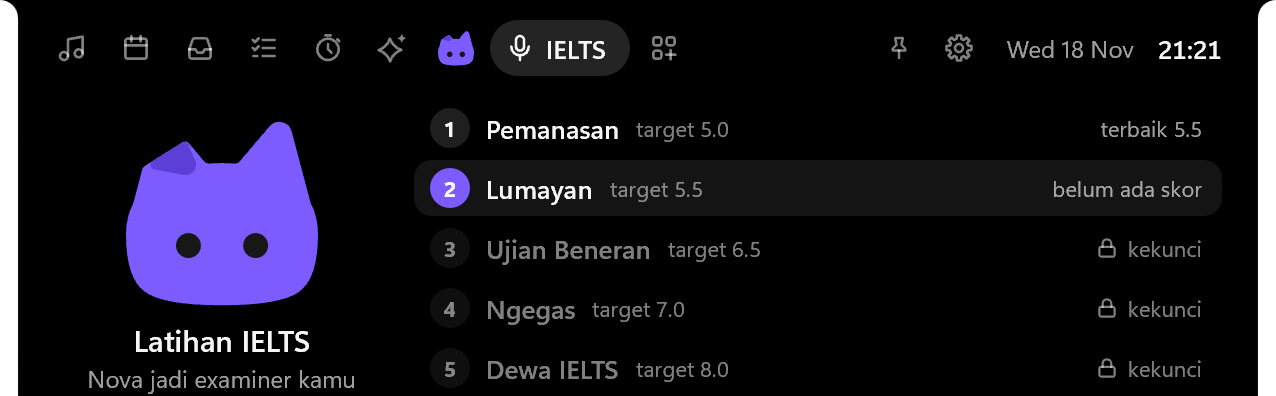 IELTS
Wed 18 Nov 21:21
1 Pemanasan target 5.0 terbaik 5.5
2 Lumayan target 5.5 belum ada skor
3 Ujian Beneran target 6.5 kekunci
4 Ngegas target 7.0 kekunci
5 Dewa IELTS target 8.0 kekunci
Latihan IELTS
Nova jadi examiner kamu